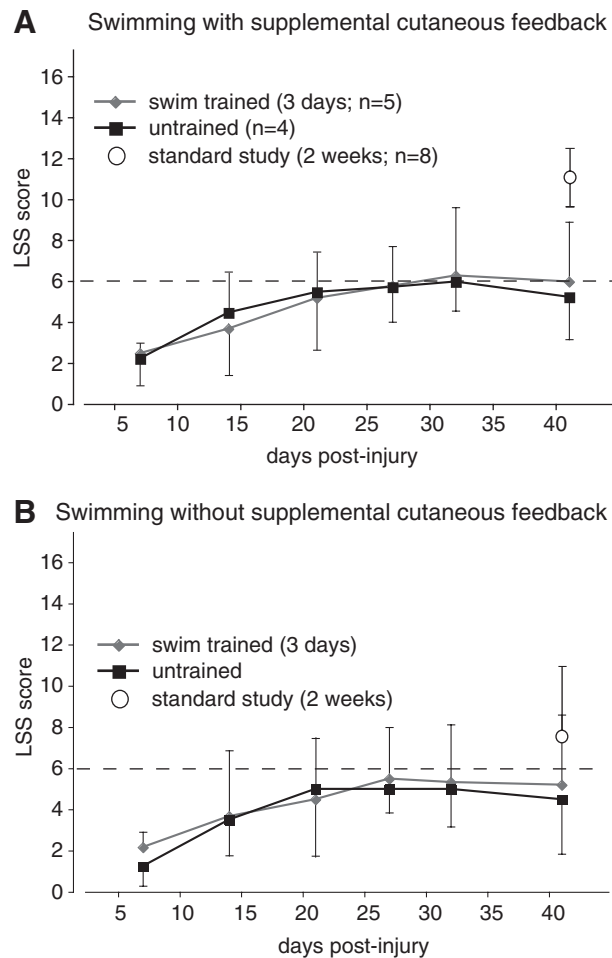 A Swimming with supplemental cutaneous feedback
16
14
12
10
8
6
4
2
0
LSS score
swim trained (3 days; n=5)
untrained (n=4)
standard study (2 weeks; n=8)
5 10 15 20 25 30 35 40
days post-injury
B Swimming without supplemental cutaneous feedback
16
14
12
10
8
6
4
2
0
LSS score
swim trained (3 days)
untrained
standard study (2 weeks)
5 10 15 20 25 30 35 40
days post-injury